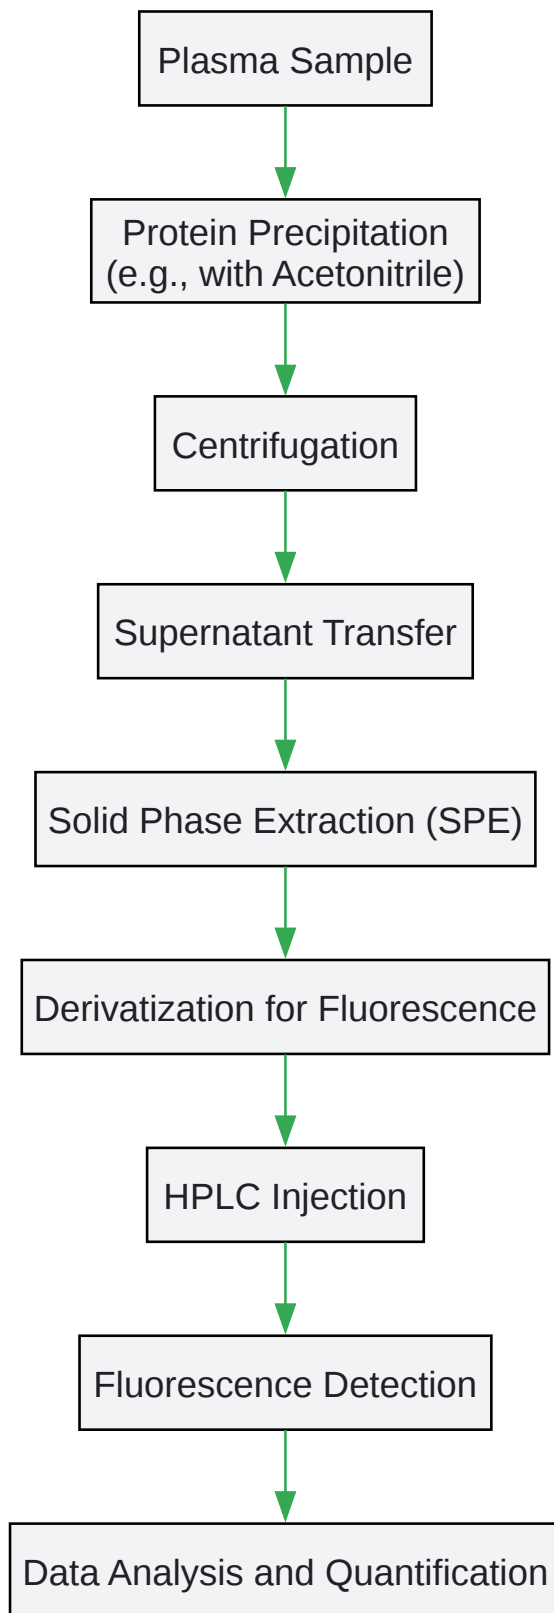 Plasma Sample
Protein Precipitation
(e.g., with Acetonitrile)
Centrifugation
Supernatant Transfer
Solid Phase Extraction (SPE)
Derivatization for Fluorescence
HPLC Injection
Fluorescence Detection
Data Analysis and Quantification